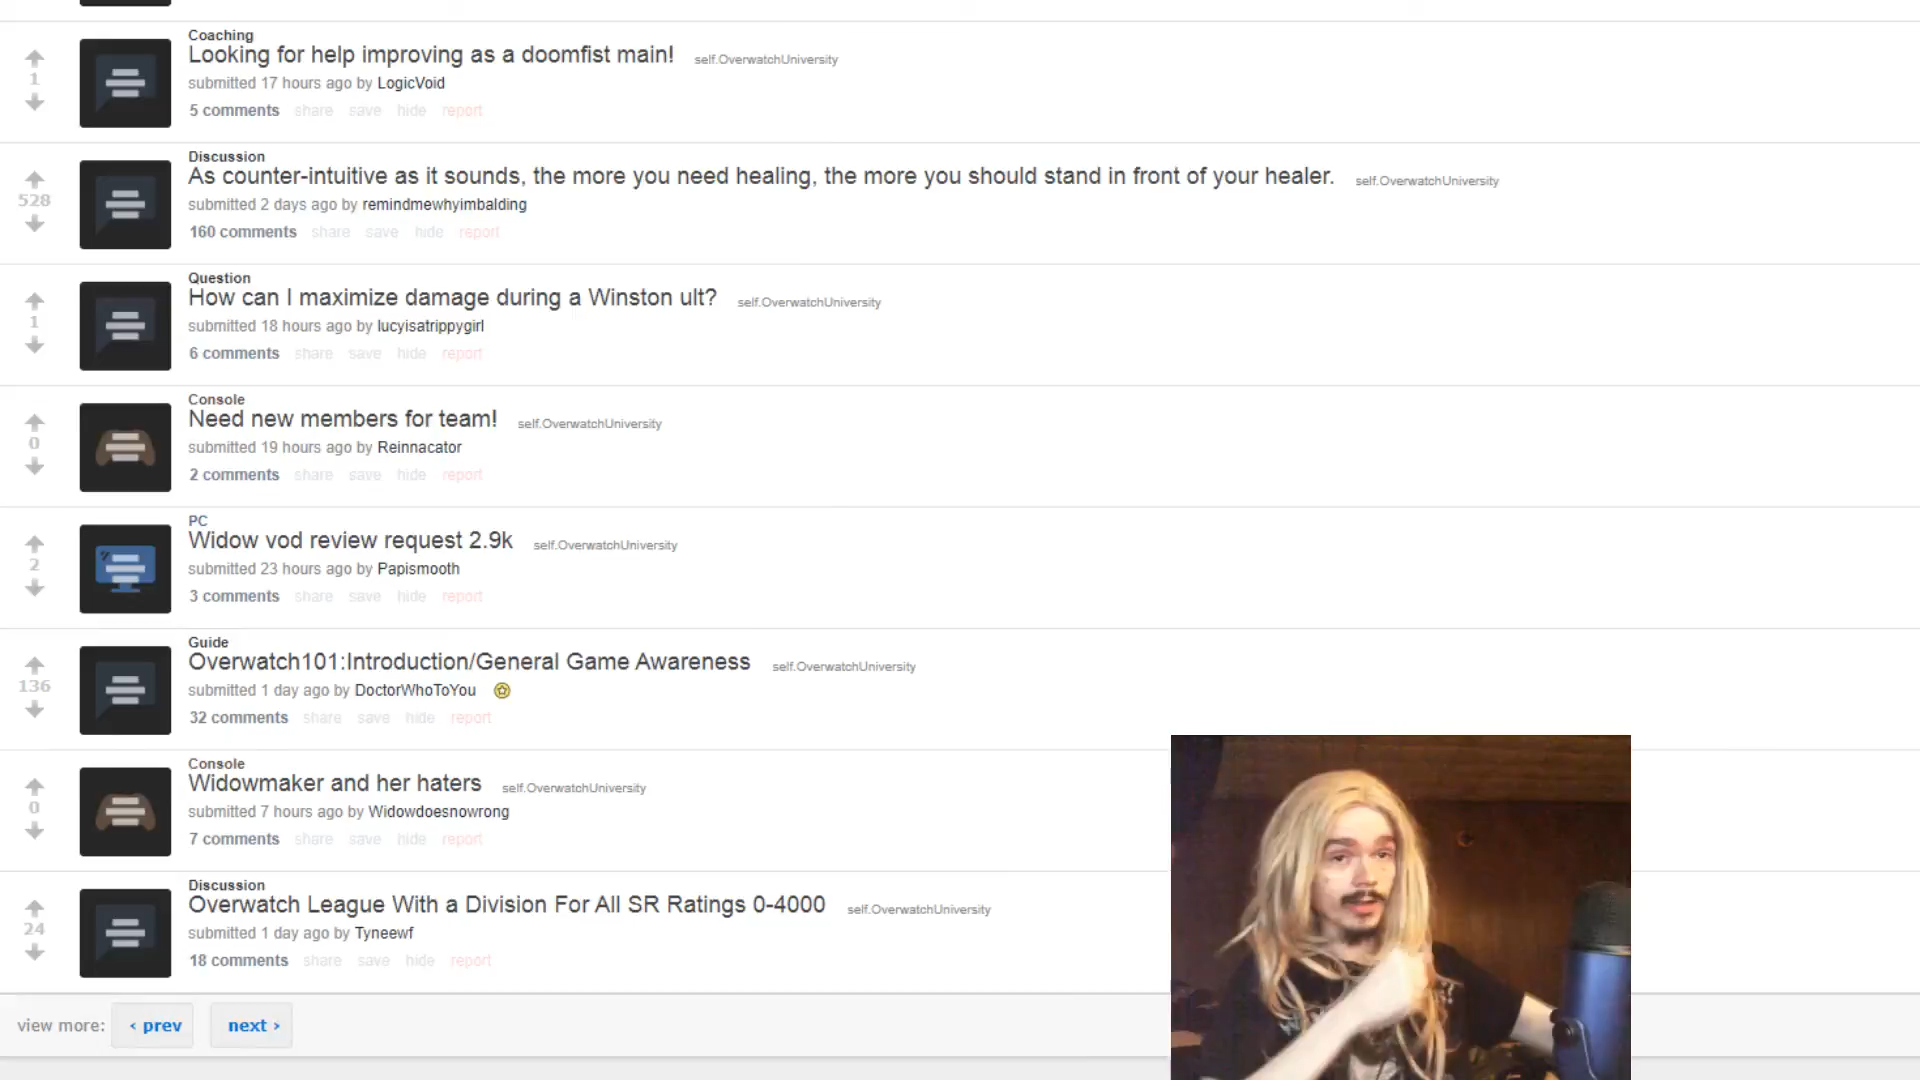 Coaching
Looking for help improving as a doomfist main! self.OverwatchUniversity
1
submitted 17 hours ago by LogicVoid
5 comments share save hide report
Discussion
As counter-intuitive as it sounds, the more you need healing, the more you should stand in front of your healer. self.OverwatchUniversity
528
submitted 2 days ago by remindmewhyimbalding
160 comments share save hide report
Question
How can I maximize damage during a Winston ult? self.OverwatchUniversity
1
submitted 18 hours ago by lucyisatrippygirl
6 comments share save hide report
Console
Need new members for team! self.OverwatchUniversity
0
submitted 19 hours ago by Reinnacator
2 comments share save hide report
PC
Widow vod review request 2.9k self.OverwatchUniversity
2
submitted 23 hours ago by Papismooth
3 comments share save hide report
Guide
Overwatch101:Introduction/General Game Awareness self.OverwatchUniversity
136
submitted 1 day ago by DoctorWhoToYou
32 comments share save hide report
Console
Widowmaker and her haters self.OverwatchUniversity
0
submitted 7 hours ago by Widowdoesnowrong
7 comments share save hide report
Discussion
Overwatch League With a Division For All SR Ratings 0-4000 self.OverwatchUniversity
24
submitted 1 day ago by Tyneewf
18 comments share save hide report
view more: ‹ prev next ›